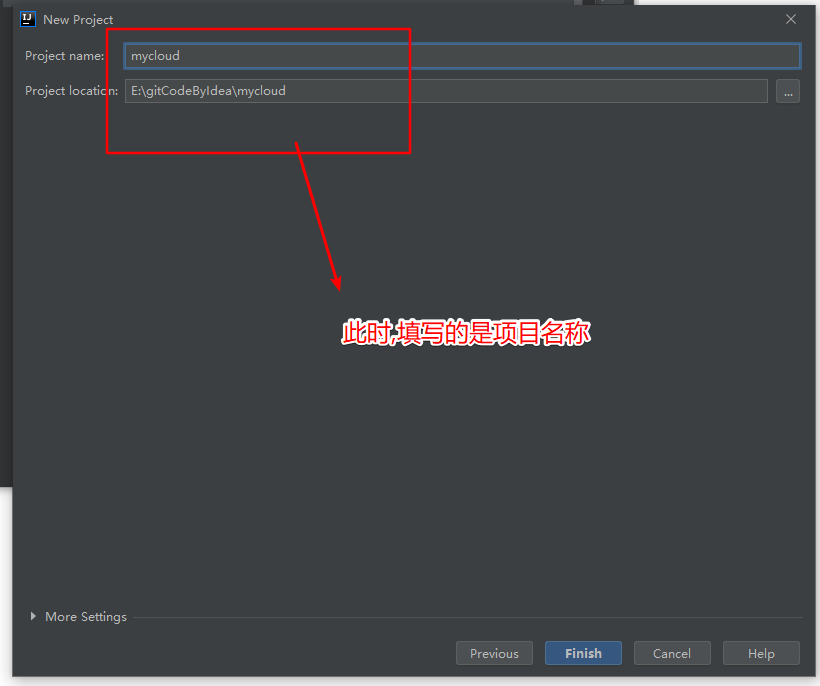 IJ
New Project
Project name: mycloud
Project location: E:\gitCodeByIdea\mycloud ...
此时,填写的是项目名称
More Settings
Previous Finish Cancel Help